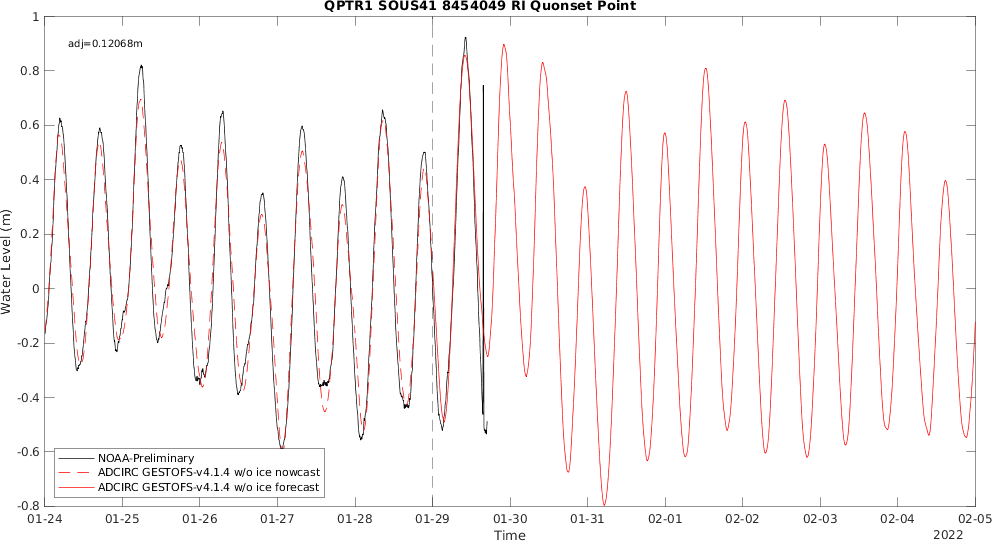 QPTR1 SOUS41 8454049 RI Quonset Point
adj=0.12068m
1
0.8
0.6
0.4
0.2
0
-0.2
-0.4
-0.6
-0.8
Water Level (m)
NOAA-Preliminary
ADCIRC GESTOFS-v4.1.4 w/o ice nowcast
ADCIRC GESTOFS-v4.1.4 w/o ice forecast
01-24 01-25 01-26 01-27 01-28 01-29 01-30 01-31 02-01 02-02 02-03 02-04 02-05
Time
2022